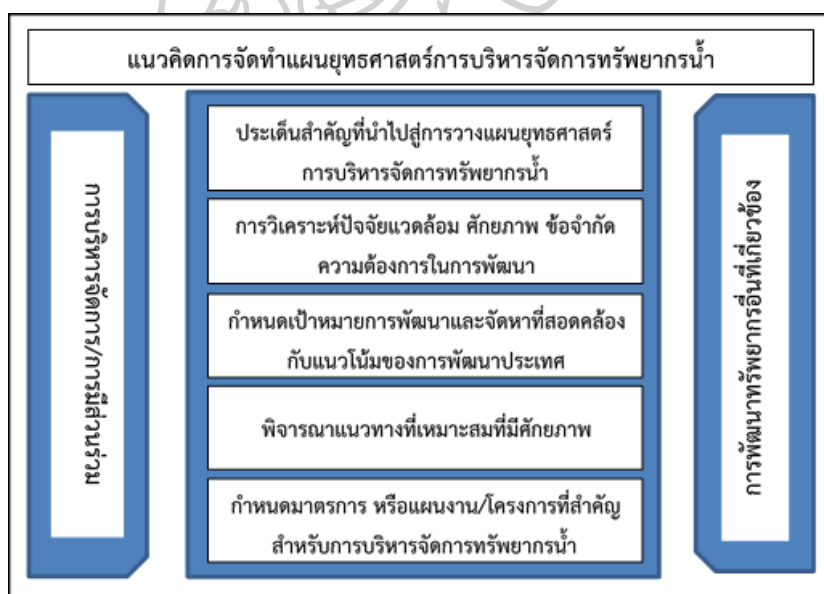 แนวคิดการจัดทำแผนยุทธศาสตร์การบริหารจัดการทรัพยากรน้ำ
การบริหารจัดการ/การมีส่วนร่วม
ประเด็นสำคัญที่นำไปสู่การวางแผนยุทธศาสตร์
การบริหารจัดการทรัพยากรน้ำ
การวิเคราะห์ปัจจัยแวดล้อม ศักยภาพ ข้อจำกัด
ความต้องการในการพัฒนา
กำหนดเป้าหมายการพัฒนาและจัดหาที่สอดคล้อง
กับแนวโน้มของการพัฒนาประเทศ
พิจารณาแนวทางที่เหมาะสมที่มีศักยภาพ
กำหนดมาตรการ หรือแผนงาน/โครงการที่สำคัญ
สำหรับการบริหารจัดการทรัพยากรน้ำ
การพัฒนาทรัพยากรอื่นที่เกี่ยวข้อง